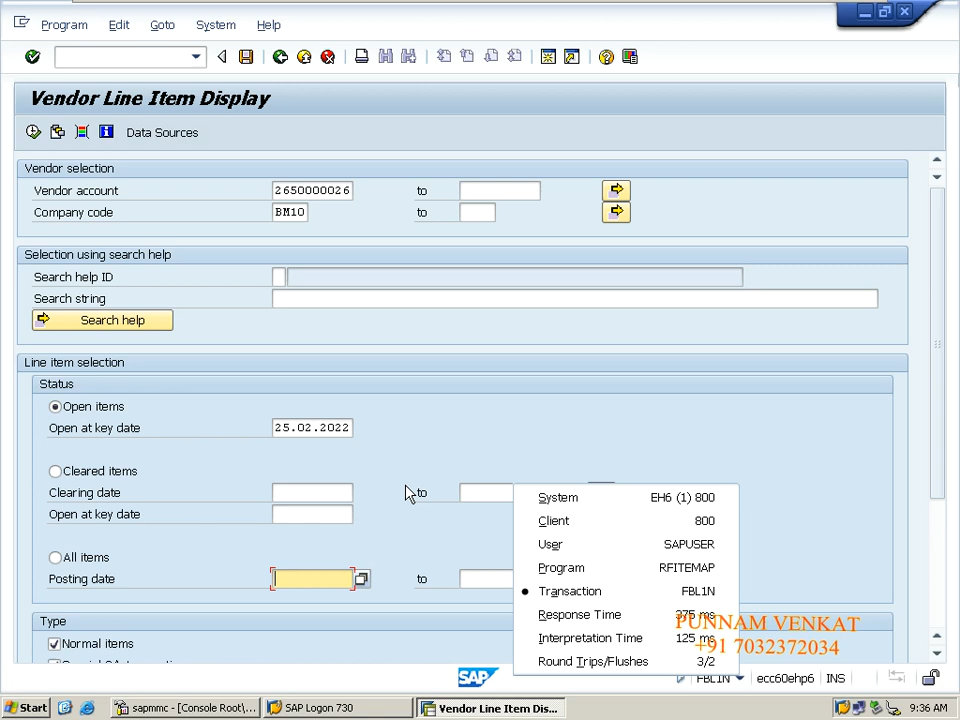 Program Edit Goto System Help
Vendor Line Item Display
Data Sources
Vendor selection
Vendor account 2650000026 to
Company code BM10 to
Selection using search help
Search help ID
Search string
Search help
Line item selection
Status
Open items
Open at key date 25.02.2022
Cleared items
Clearing date to
Open at key date
All items
Posting date to
Type
Normal items
System EH6 (1) 800
Client 800
User SAPUSER
Program RFITEMAP
Transaction FBL1N
Response Time 375 ms
Interpretation Time 125 ms
Round Trips/Flushes 3/2
PUNNAM VENKAT
+91 7032372034
SAP
FBL1N ecc60ehp6 INS
Start sapmmc - [Console Root\... SAP Logon 730 Vendor Line Item Dis... 9:36 AM